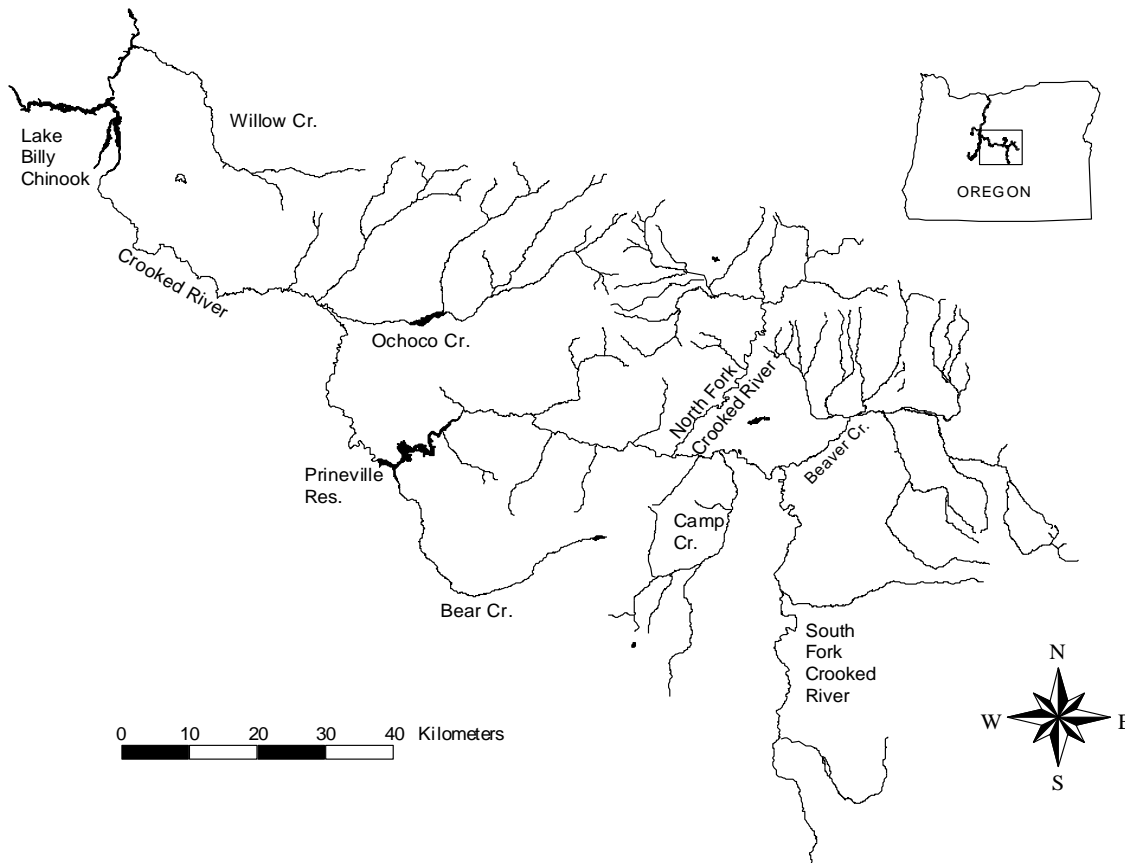 Willow Cr.
Lake
Billy
Chinook
OREGON
Crooked River
Ochoco Cr.
North Fork
Crooked River
Beaver Cr.
Prineville
Res.
Camp
Cr.
Bear Cr.
South
Fork
Crooked
River
N
W
E
S
0 10 20 30 40 Kilometers